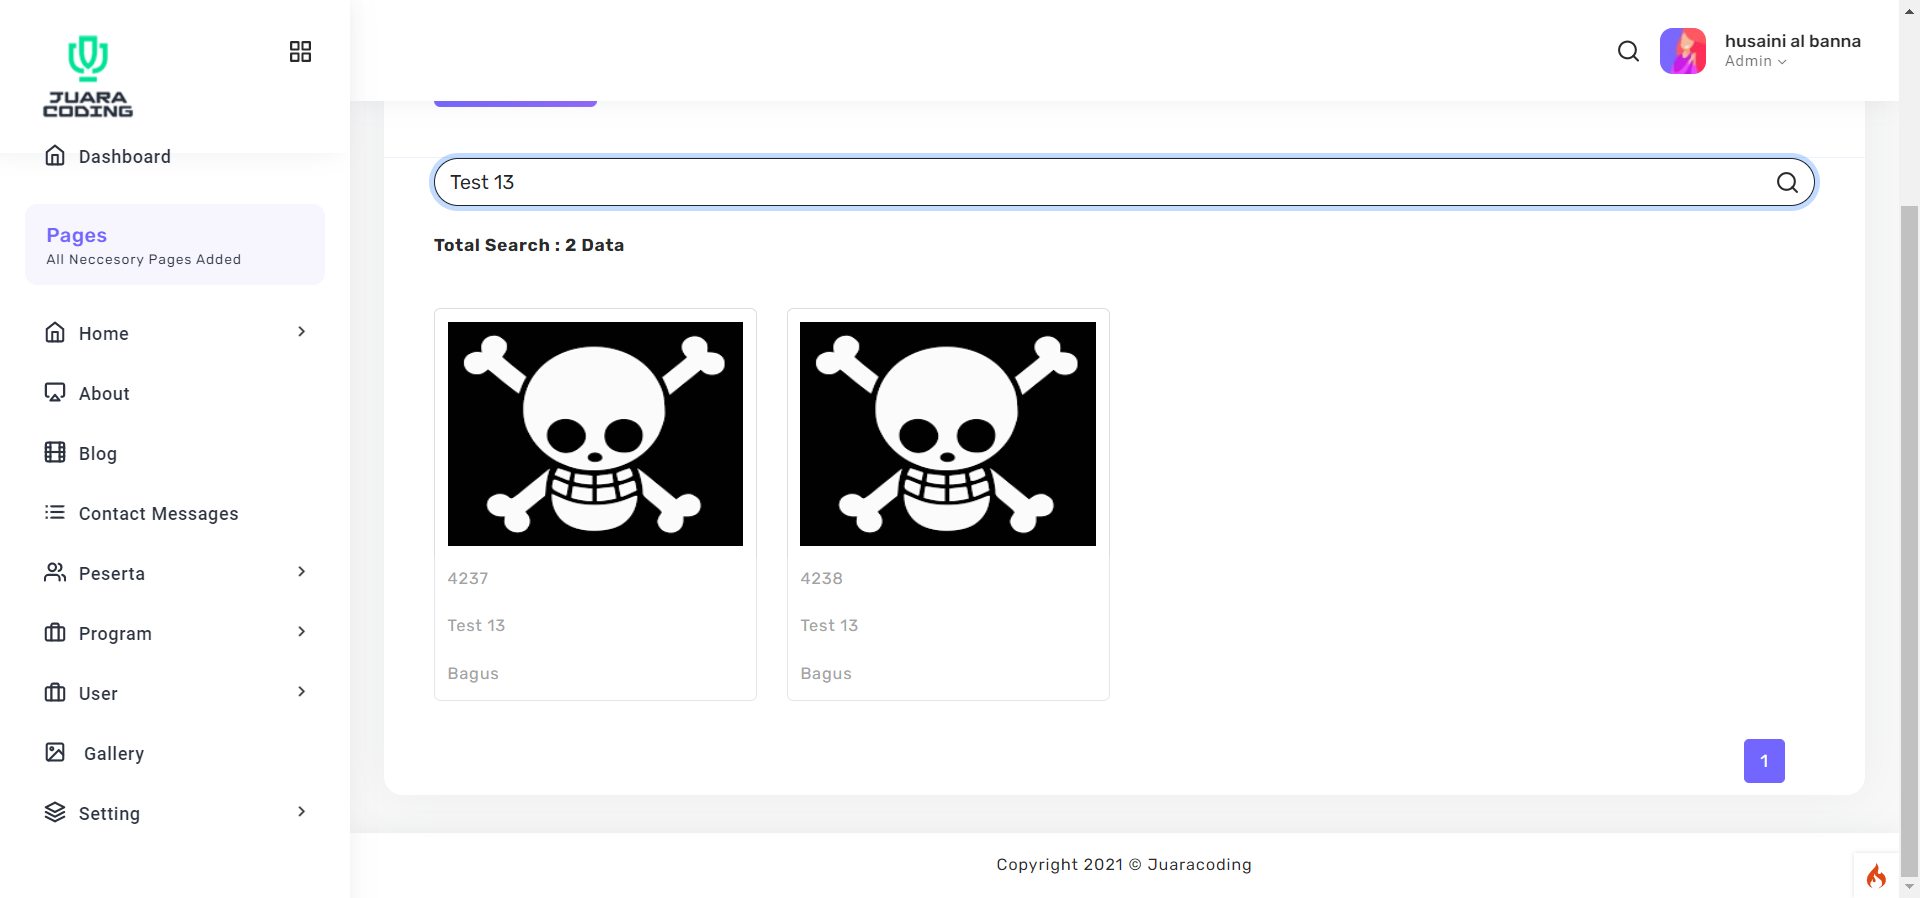 JUARA
CODING
Dashboard
Pages
All Neccesory Pages Added
Home
About
Blog
Contact Messages
Peserta
Program
User
Gallery
Setting
husaini al banna
Admin
Test 13
Total Search : 2 Data
4237
Test 13
Bagus
4238
Test 13
Bagus
1
Copyright 2021 © Juaracoding